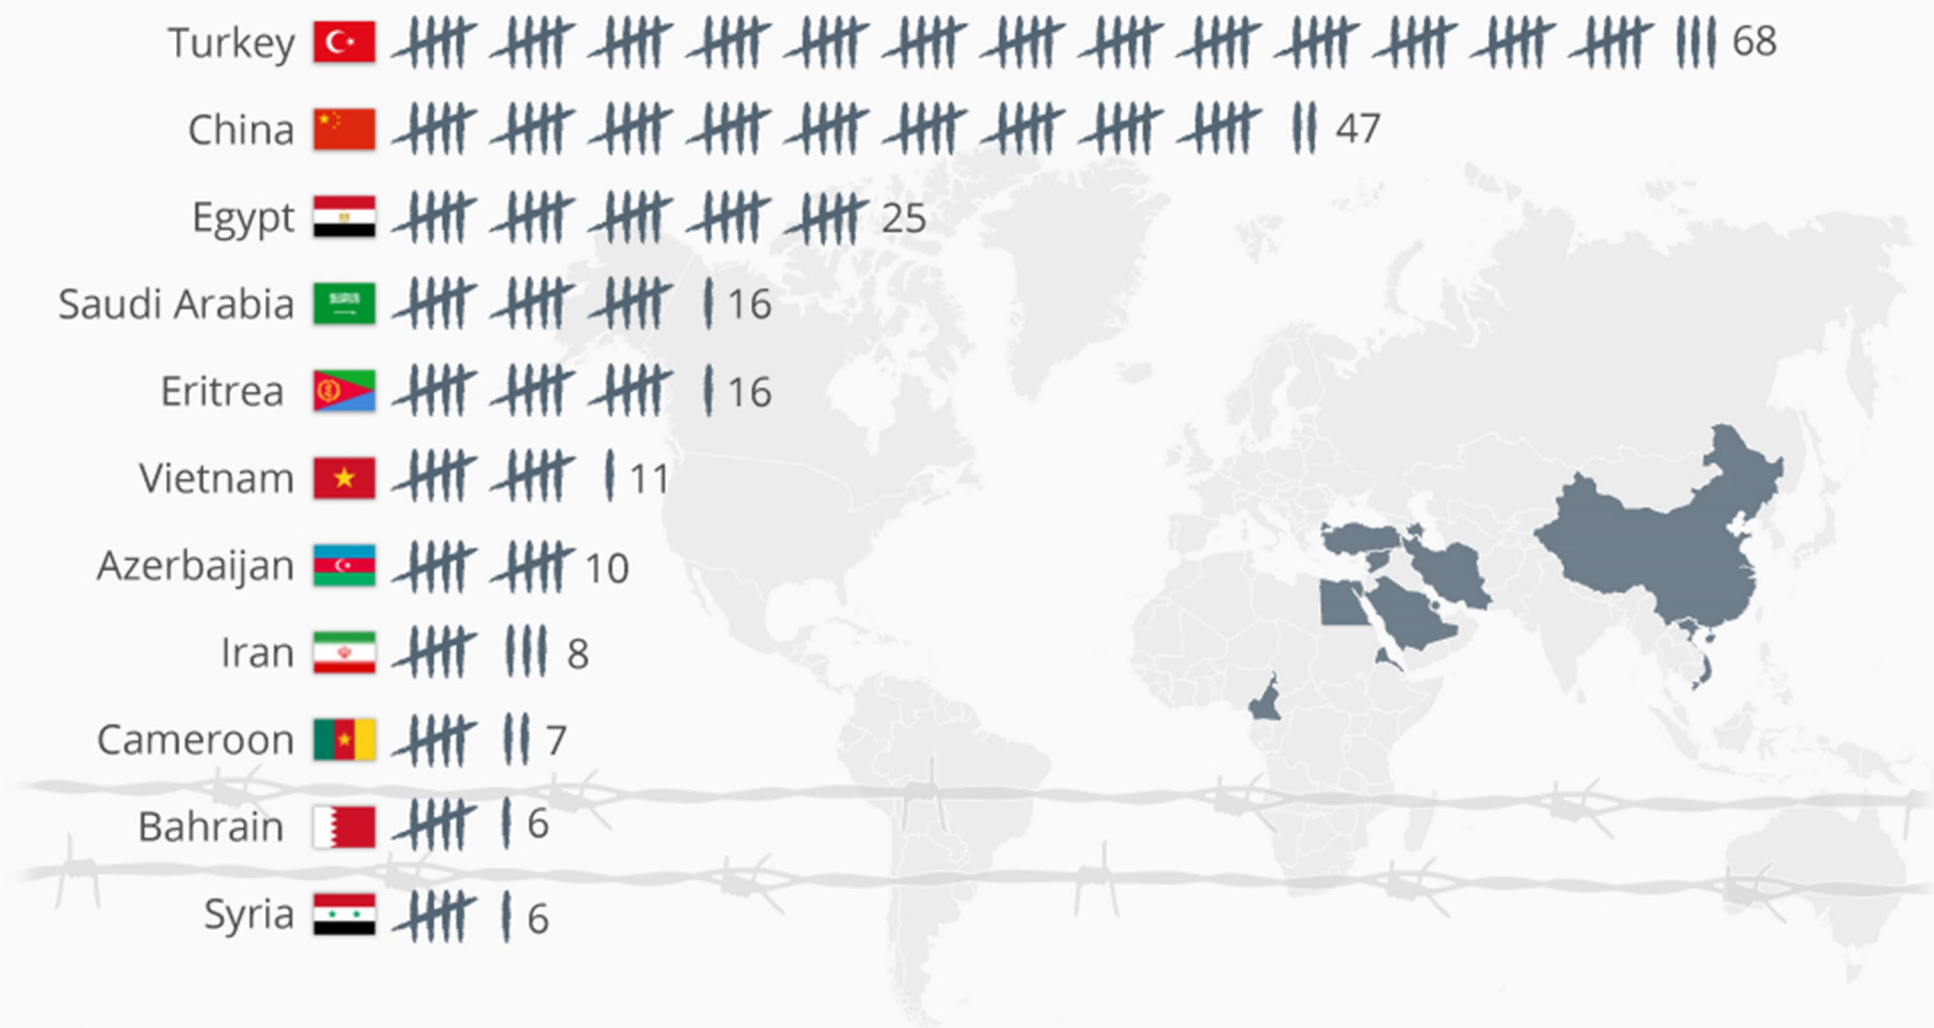 Turkey 68
China 47
Egypt 25
Saudi Arabia 16
Eritrea 16
Vietnam 11
Azerbaijan 10
Iran 8
Cameroon 7
Bahrain 6
Syria 6